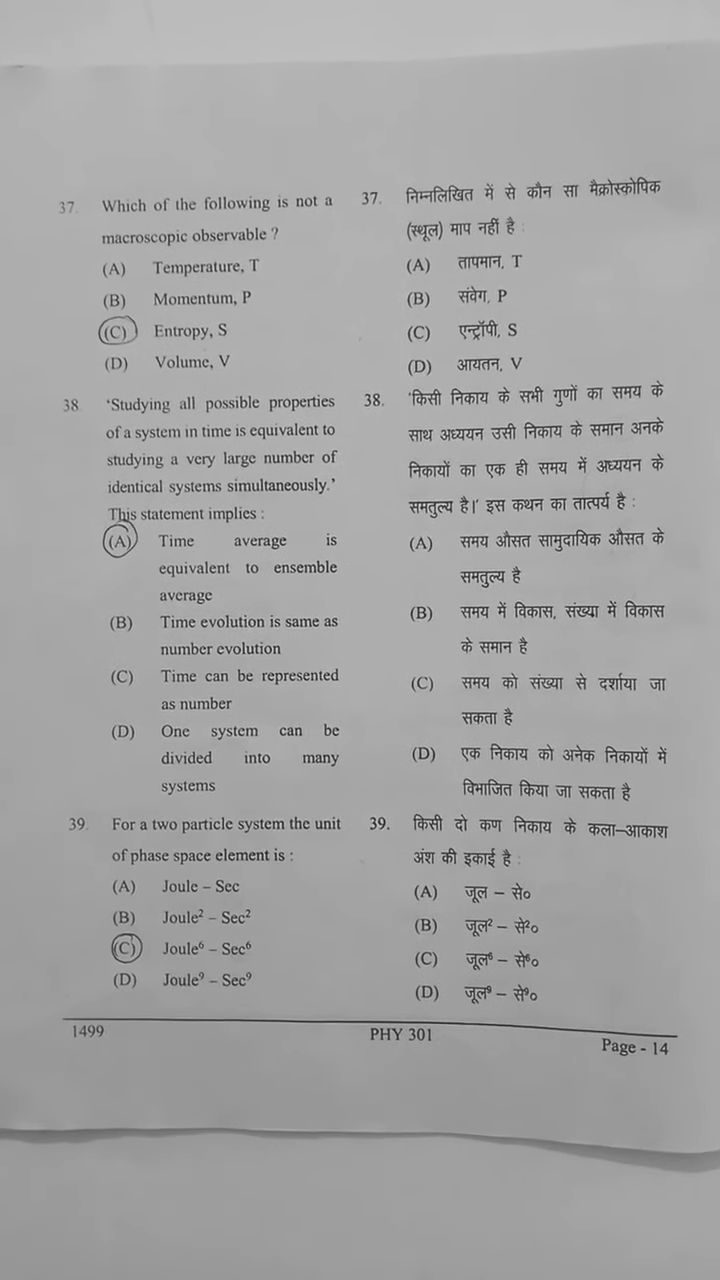 37. Which of the following is not a
macroscopic observable ?
(A) Temperature, T
(B) Momentum, P
(C) Entropy, S
(D) Volume, V
38. ‘Studying all possible properties
of a system in time is equivalent to
studying a very large number of
identical systems simultaneously.’
This statement implies :
(A) Time average is
equivalent to ensemble
average
(B) Time evolution is same as
number evolution
(C) Time can be represented
as number
(D) One system can be
divided into many
systems
39. For a two particle system the unit
of phase space element is :
(A) Joule – Sec
(B) Joule² – Sec²
(C) Joule⁶ – Sec⁶
(D) Joule⁹ – Sec⁹
37. निम्नलिखित में से कौन सा मैक्रोस्कोपिक
(स्थूल) माप नहीं है :
(A) तापमान, T
(B) संवेग, P
(C) एन्ट्रॉपी, S
(D) आयतन, V
38. ‘किसी निकाय के सभी गुणों का समय के
साथ अध्ययन उसी निकाय के समान अनके
निकायों का एक ही समय में अध्ययन के
समतुल्य है।’ इस कथन का तात्पर्य है :
(A) समय औसत सामुदायिक औसत के
समतुल्य है
(B) समय में विकास, संख्या में विकास
के समान है
(C) समय को संख्या से दर्शाया जा
सकता है
(D) एक निकाय को अनेक निकायों में
विभाजित किया जा सकता है
39. किसी दो कण निकाय के कला–आकाश
अंश की इकाई है :
(A) जूल – से०
(B) जूल² – से²०
(C) जूल⁶ – से⁶०
(D) जूल⁹ – से⁹०
1499 PHY 301 Page - 14